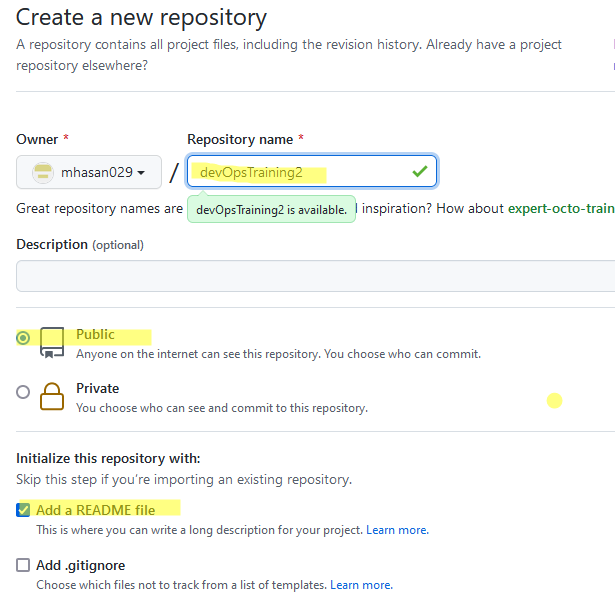 Create a new repository
A repository contains all project files, including the revision history. Already have a project
repository elsewhere?
Owner * Repository name *
mhasan029 / devOpsTraining2
devOpsTraining2 is available.
Great repository names are inspiration? How about expert-octo-train
Description (optional)
Public
Anyone on the internet can see this repository. You choose who can commit.
Private
You choose who can see and commit to this repository.
Initialize this repository with:
Skip this step if you're importing an existing repository.
Add a README file
This is where you can write a long description for your project. Learn more.
Add .gitignore
Choose which files not to track from a list of templates. Learn more.